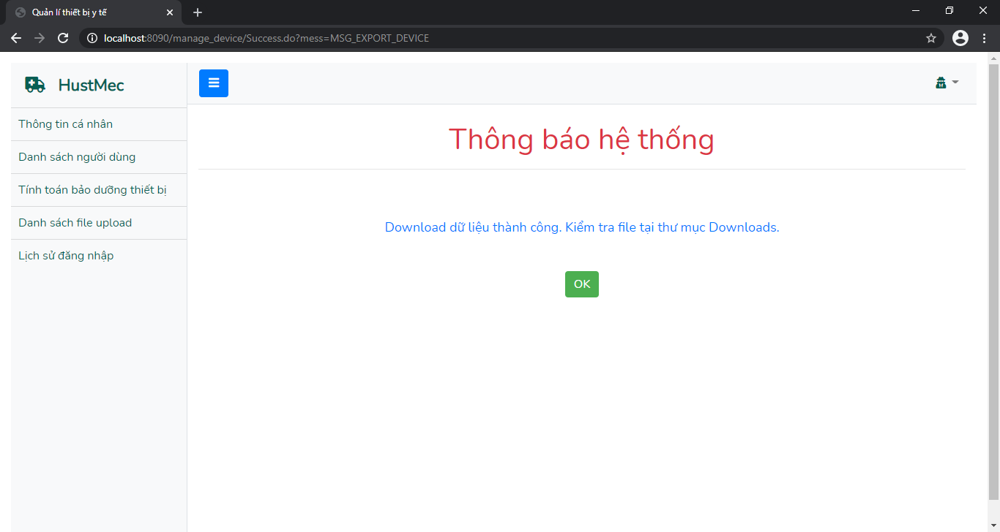 Quản lí thiết bị y tế
localhost:8090/manage_device/Success.do?mess=MSG_EXPORT_DEVICE
HustMec
Thông tin cá nhân
Danh sách người dùng
Tính toán bảo dưỡng thiết bị
Danh sách file upload
Lịch sử đăng nhập
Thông báo hệ thống
Download dữ liệu thành công. Kiểm tra file tại thư mục Downloads.
OK